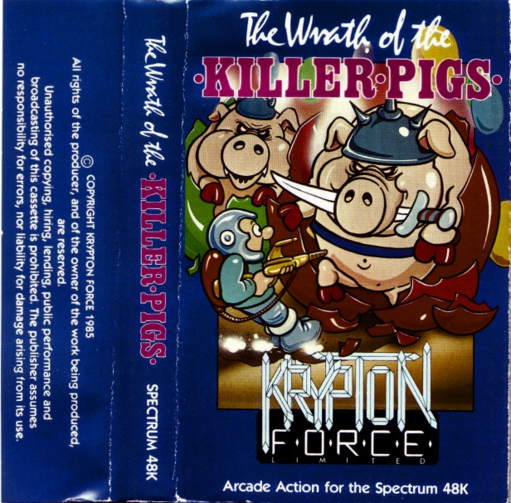 The Wrath of the
·KILLER·PIGS·
KRYPTON
F·O·R·C·E·
LIMITED
Arcade Action for the Spectrum 48K
The Wrath of the ·KILLER·PIGS· SPECTRUM 48K
© COPYRIGHT KRYPTON FORCE 1985
All rights of the producer, and of the owner of the work being produced,
are reserved.
Unauthorised copying, hiring, lending, public performance and
broadcasting of this cassette is prohibited. The publisher assumes
no responsibility for errors, nor liability for damage arising from its use.